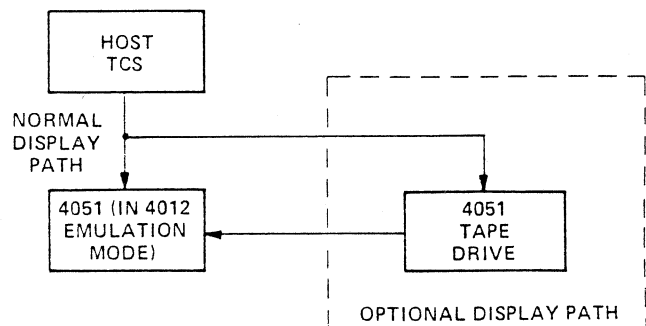 HOST
TCS
NORMAL
DISPLAY
PATH
4051 (IN 4012
EMULATION
MODE)
4051
TAPE
DRIVE
OPTIONAL DISPLAY PATH